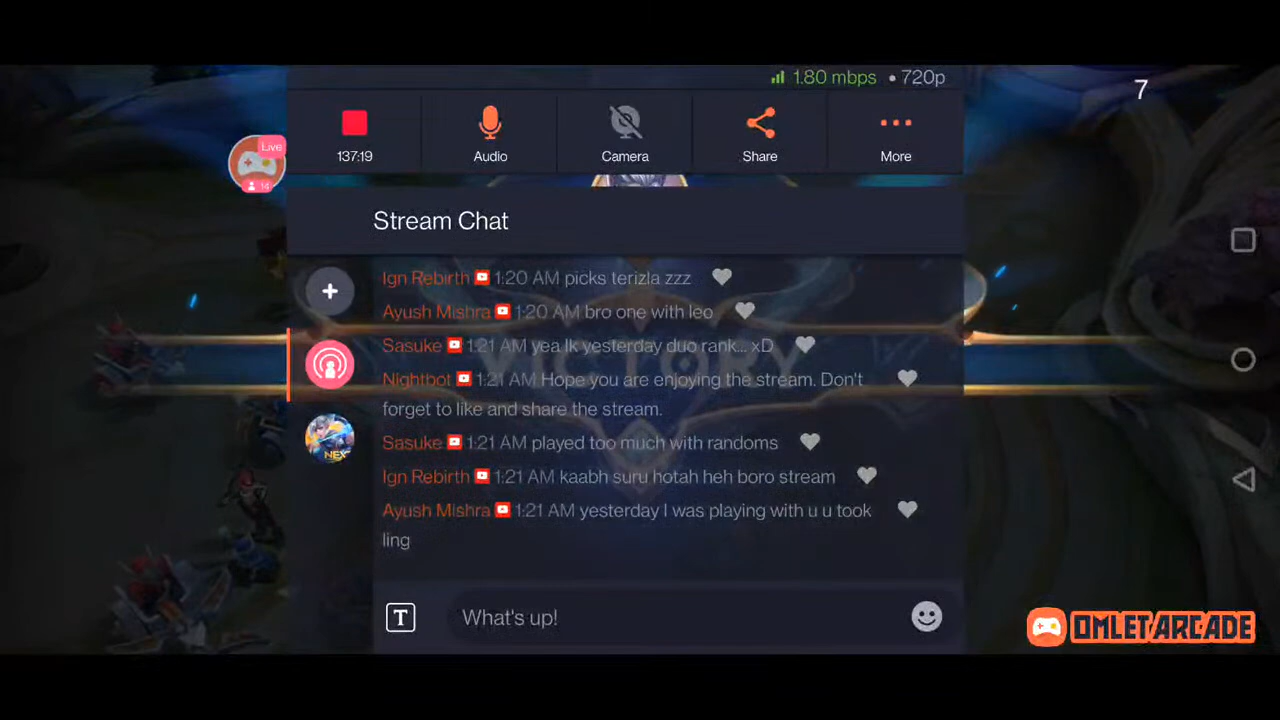 1.80 mbps • 720p
7
Live
14
137:19
Audio
Camera
Share
More
Stream Chat
Ign Rebirth 1:20 AM picks terizla zzz
Ayush Mishra 1:20 AM bro one with leo
Sasuke 1:21 AM yea lk yesterday duo rank... xD
Nightbot 1:21 AM Hope you are enjoying the stream. Don't
forget to like and share the stream.
Sasuke 1:21 AM played too much with randoms
Ign Rebirth 1:21 AM kaabh suru hotah heh boro stream
Ayush Mishra 1:21 AM yesterday I was playing with u u took
ling
VICTORY
NEX
T
What's up!
OMLET ARCADE